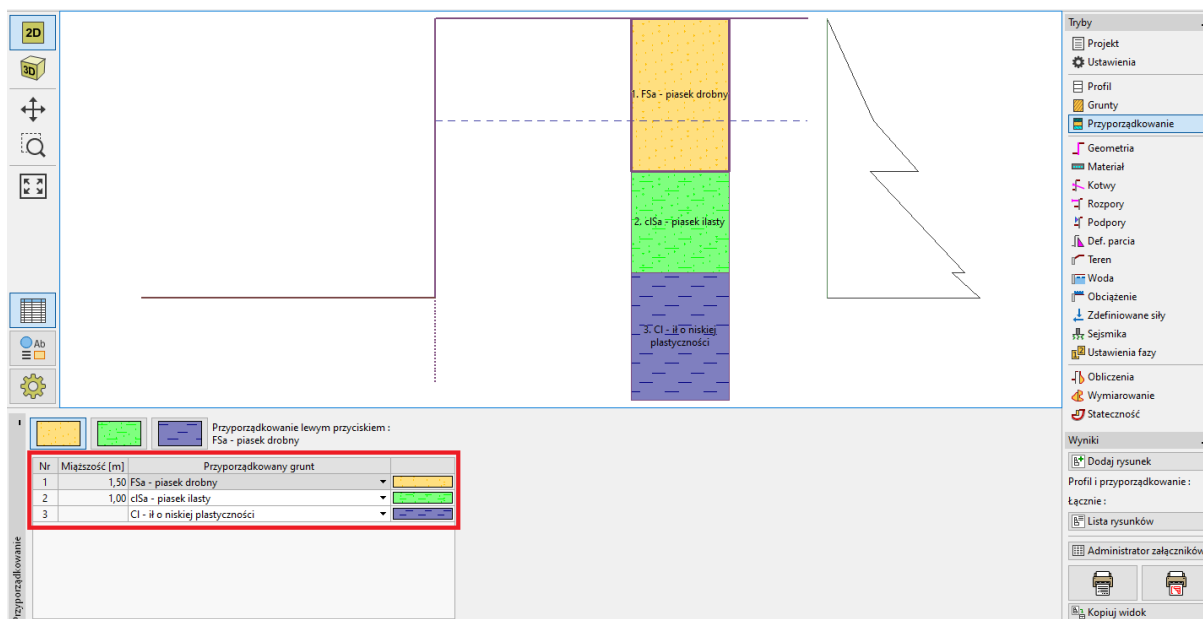 2D
3D
Ab
1. FSa - piasek drobny
2. clSa - piasek ilasty
3. CI - ił o niskiej
plastyczności
Tryby
Projekt
Ustawienia
Profil
Grunty
Przyporządkowanie
Geometria
Materiał
Kotwy
Rozpory
Podpory
Def. parcia
Teren
Woda
Obciążenie
Zdefiniowane siły
Sejsmika
Ustawienia fazy
Obliczenia
Wymiarowanie
Stateczność
Wyniki
Dodaj rysunek
Profil i przyporządkowanie :
Łącznie :
Lista rysunków
Administrator załączników
Kopiuj widok
Przyporządkowanie
Przyporządkowanie lewym przyciskiem :
FSa - piasek drobny
Nr Miąższość [m] Przyporządkowany grunt
1 1,50 FSa - piasek drobny
2 1,00 clSa - piasek ilasty
3 CI - ił o niskiej plastyczności